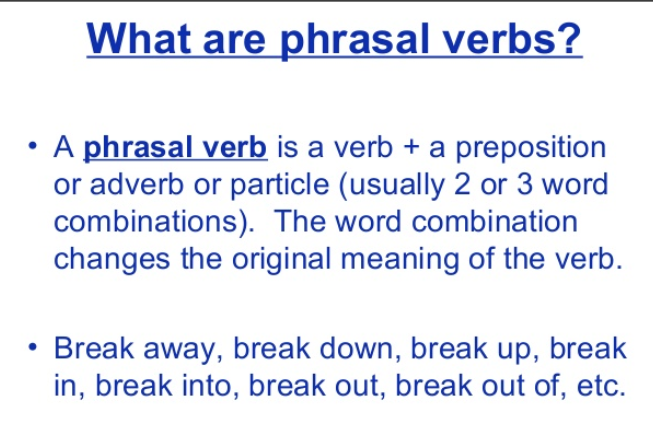 What are phrasal verbs?
• A phrasal verb is a verb + a preposition
or adverb or particle (usually 2 or 3 word
combinations).  The word combination
changes the original meaning of the verb.
• Break away, break down, break up, break
in, break into, break out, break out of, etc.